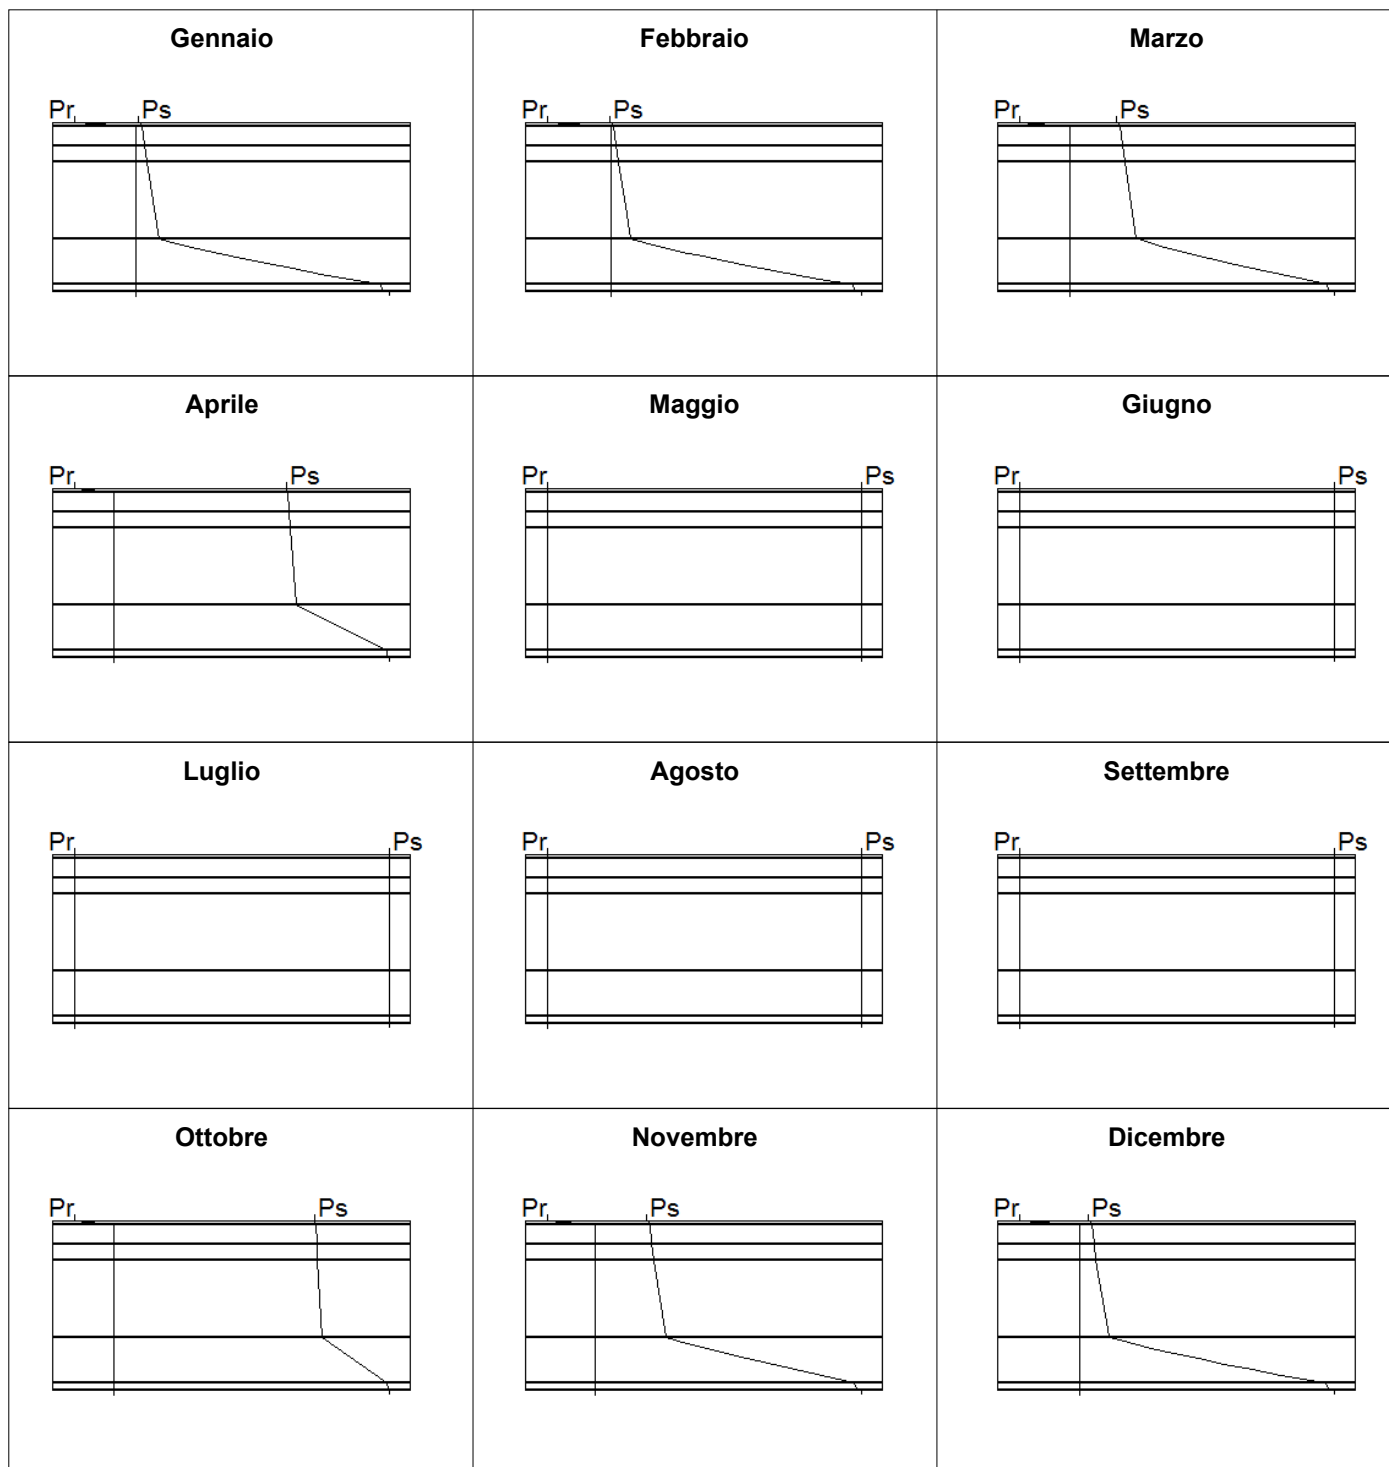 Gennaio Febbraio Marzo
Pr Ps Pr Ps Pr Ps
Aprile Maggio Giugno
Pr Ps Pr Ps Pr Ps
Luglio Agosto Settembre
Pr Ps Pr Ps Pr Ps
Ottobre Novembre Dicembre
Pr Ps Pr Ps Pr Ps